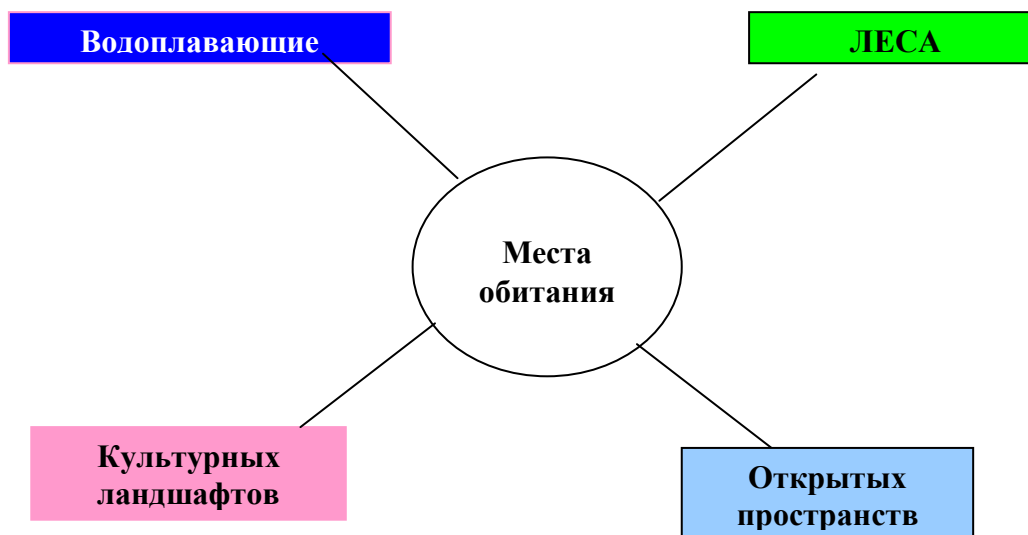 Водоплавающие
ЛЕСА
Места
обитания
Культурных
ландшафтов
Открытых
пространств